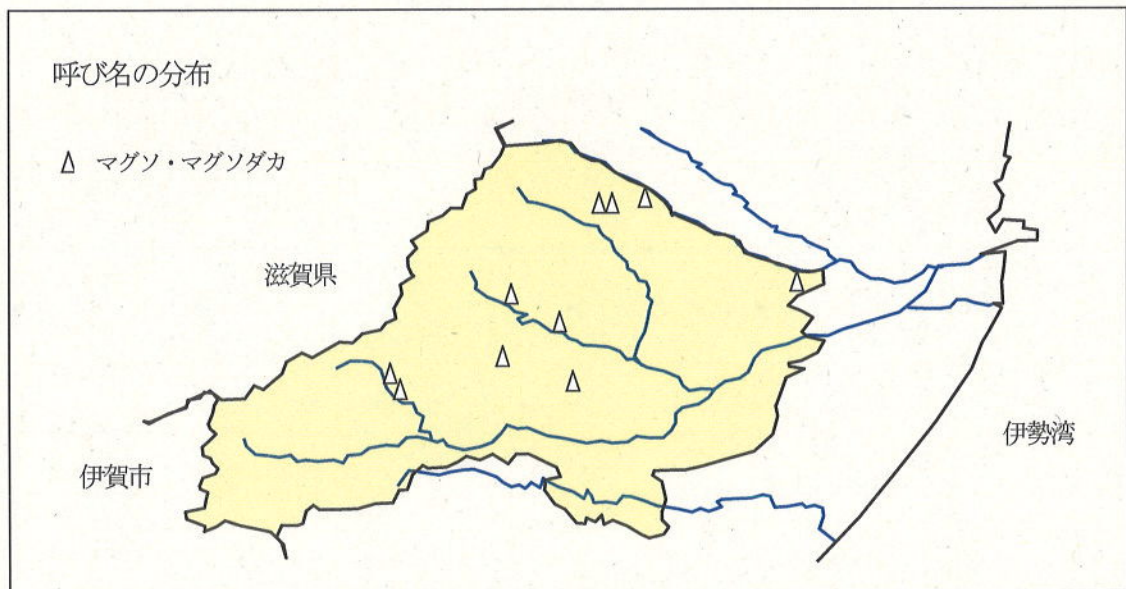 呼び名の分布
△ マグソ・マグソダカ
滋賀県
伊賀市
伊勢湾